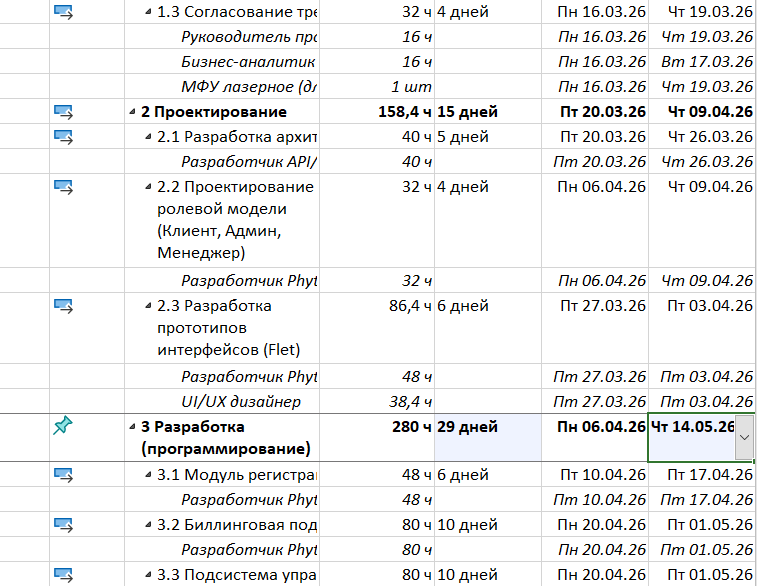 1.3 Согласование тре 32 ч 4 дней Пн 16.03.26 Чт 19.03.26
Руководитель про 16 ч Пн 16.03.26 Чт 19.03.26
Бизнес-аналитик 16 ч Пн 16.03.26 Вт 17.03.26
МФУ лазерное (дл 1 шт Пн 16.03.26 Чт 19.03.26
2 Проектирование 158,4 ч 15 дней Пт 20.03.26 Чт 09.04.26
2.1 Разработка архит 40 ч 5 дней Пт 20.03.26 Чт 26.03.26
Разработчик API/ 40 ч Пт 20.03.26 Чт 26.03.26
2.2 Проектирование 32 ч 4 дней Пн 06.04.26 Чт 09.04.26
ролевой модели
(Клиент, Админ,
Менеджер)
Разработчик Phyt 32 ч Пн 06.04.26 Чт 09.04.26
2.3 Разработка 86,4 ч 6 дней Пт 27.03.26 Пт 03.04.26
прототипов
интерфейсов (Flet)
Разработчик Phyt 48 ч Пт 27.03.26 Пт 03.04.26
UI/UX дизайнер 38,4 ч Пт 27.03.26 Пт 03.04.26
3 Разработка 280 ч 29 дней Пн 06.04.26 Чт 14.05.26
(программирование)
3.1 Модуль регистра 48 ч 6 дней Пт 10.04.26 Пт 17.04.26
Разработчик Phyt 48 ч Пт 10.04.26 Пт 17.04.26
3.2 Биллинговая под 80 ч 10 дней Пн 20.04.26 Пт 01.05.26
Разработчик Phyt 80 ч Пн 20.04.26 Пт 01.05.26
3.3 Подсистема упра 80 ч 10 дней Пн 20.04.26 Пт 01.05.26